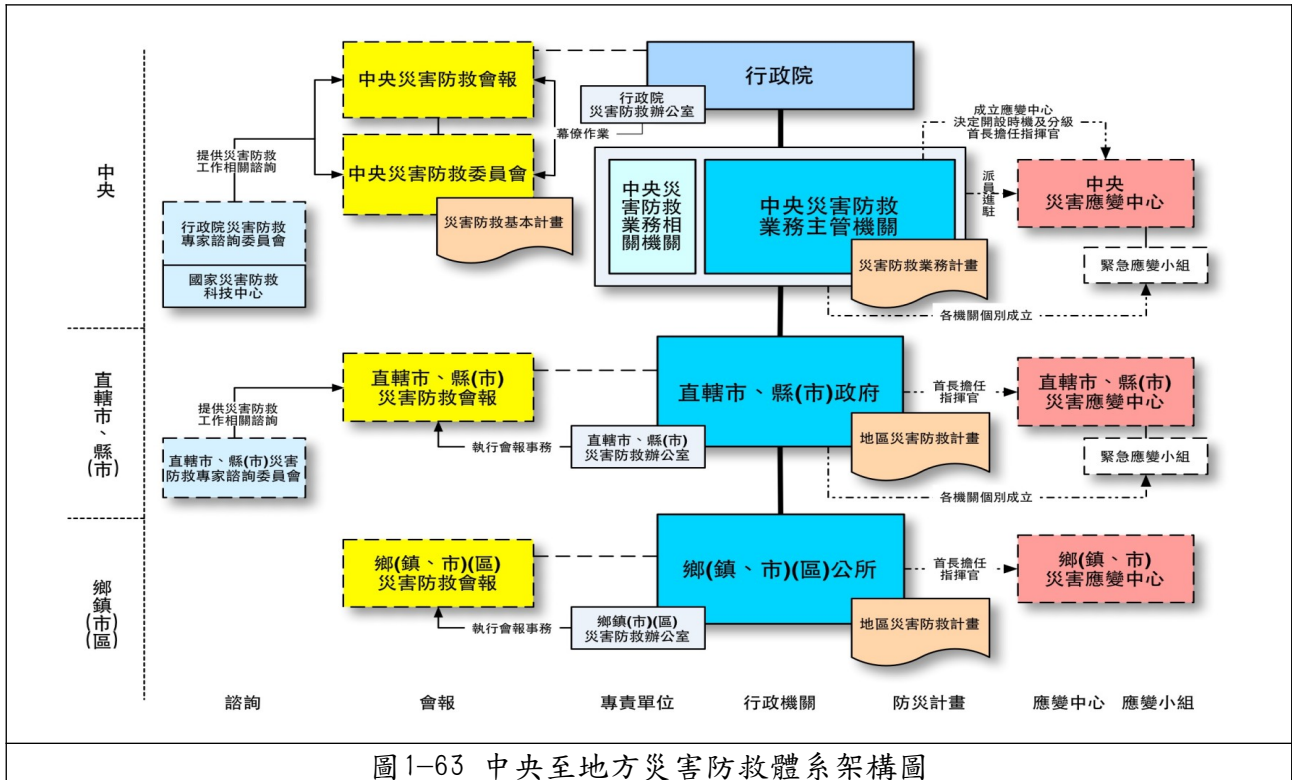 行政院
中央災害防救會報
行政院
災害防救辦公室
幕僚作業
成立應變中心
決定開設時機及分級
首長擔任指揮官
提供災害防救
工作相關諮詢
中央災害防救委員會
災害防救基本計畫
中央災
害防救
業務相
關機關
中央災害防救
業務主管機關
災害防救業務計畫
派員進駐
中央
災害應變中心
緊急應變小組
各機關個別成立
行政院災害防救
專家諮詢委員會
國家災害防救
科技中心
中央
直轄市、縣(市)
災害防救會報
直轄市、縣(市)政府
首長擔任
指揮官
直轄市、縣(市)
災害應變中心
提供災害防救
工作相關諮詢
執行會報事務
直轄市、縣(市)
災害防救辦公室
地區災害防救計畫
緊急應變小組
直轄市、縣(市)災害
防救專家諮詢委員會
各機關個別成立
直轄市、縣(市)
鄉(鎮、市)(區)
災害防救會報
鄉(鎮、市)(區)公所
首長擔任
指揮官
鄉(鎮、市)
災害應變中心
執行會報事務
鄉鎮(市)(區)
災害防救辦公室
地區災害防救計畫
鄉鎮(市)(區)
諮詢
會報
專責單位
行政機關
防災計畫
應變中心
應變小組
圖1-63 中央至地方災害防救體系架構圖